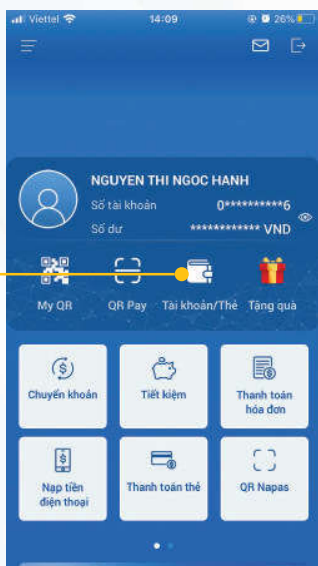 Viettel 14:09 26%
NGUYEN THI NGOC HANH
Số tài khoản 0**********6
Số dư ************ VND
My QR QR Pay Tài khoản/Thẻ Tặng quà
Chuyển khoản Tiết kiệm Thanh toán hóa đơn
Nạp tiền điện thoại Thanh toán thẻ QR Napas